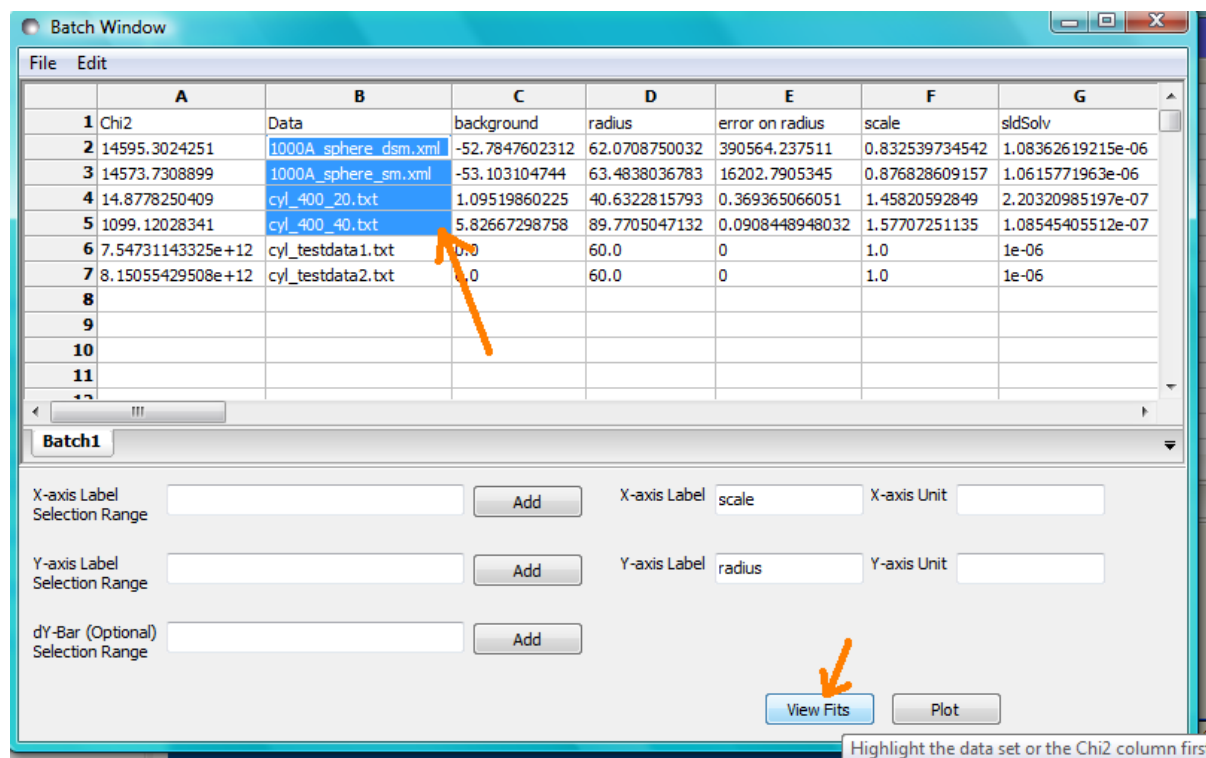 Batch Window
File Edit
A B C D E F G
1 Chi2 Data background radius error on radius scale sldSolv
2 14595.3024251 1000A_sphere_dsm.xml -52.7847602312 62.0708750032 390564.237511 0.832539734542 1.08362619215e-06
3 14573.7308899 1000A_sphere_sm.xml -53.103104744 63.4838036783 16202.7905345 0.876828609157 1.0615771963e-06
4 14.8778250409 cyl_400_20.txt 1.09519860225 40.6322815793 0.369365066051 1.45820592849 2.20320985197e-07
5 1099.12028341 cyl_400_40.txt 5.82667298758 89.7705047132 0.0908448948032 1.57707251135 1.08545405512e-07
6 7.54731143325e+12 cyl_testdata1.txt 0.0 60.0 0 1.0 1e-06
7 8.15055429508e+12 cyl_testdata2.txt 60.0 0 1.0 1e-06
8
9
10
11
12
Batch1
X-axis Label Add X-axis Label scale X-axis Unit
Selection Range
Y-axis Label Add Y-axis Label radius Y-axis Unit
Selection Range
dY-Bar (Optional) Add
Selection Range
View Fits Plot
Highlight the data set or the Chi2 column firs